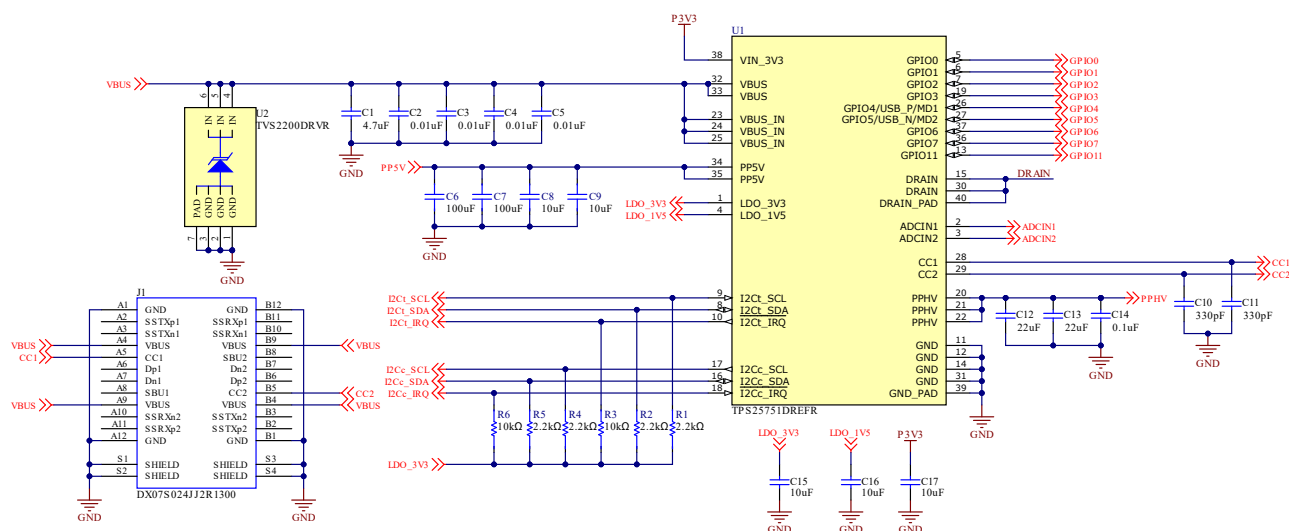 P3V3
U1
38 VIN_3V3
32 VBUS
33 VBUS
23 VBUS_IN
24 VBUS_IN
25 VBUS_IN
34 PP5V
35 PP5V
1 LDO_3V3
4 LDO_1V5
9 I2Ct_SCL
8 I2Ct_SDA
10 I2Ct_IRQ
17 I2Cc_SCL
16 I2Cc_SDA
18 I2Cc_IRQ
GPIO0 5 GPIO0
GPIO1 6 GPIO1
GPIO2 7 GPIO2
GPIO3 19 GPIO3
GPIO4/USB_P/MD1 26 GPIO4
GPIO5/USB_N/MD2 27 GPIO5
GPIO6 37 GPIO6
GPIO7 36 GPIO7
GPIO11 13 GPIO11
DRAIN 15 DRAIN
DRAIN 30
DRAIN_PAD 40
ADCIN1 2 ADCIN1
ADCIN2 3 ADCIN2
CC1 28 CC1
CC2 29 CC2
PPHV 20 PPHV
PPHV 21
PPHV 22
GND 11
GND 12
GND 14
GND 31
GND_PAD 39
TPS25751DREFR
GND
VBUS
6 5 4
IN IN IN
U2
TVS2200DRVR
PAD GND GND GND
7 3 2 1
GND
C1
4.7uF
C2
0.01uF
C3
0.01uF
C4
0.01uF
C5
0.01uF
GND
PP5V
C6
100uF
C7
100uF
C8
10uF
C9
10uF
GND
LDO_3V3
LDO_1V5
C10
330pF
C11
330pF
GND
C12
22uF
C13
22uF
C14
0.1uF
GND
I2Ct_SCL
I2Ct_SDA
I2Ct_IRQ
I2Cc_SCL
I2Cc_SDA
I2Cc_IRQ
R6
10kΩ
R5
2.2kΩ
R4
2.2kΩ
R3
10kΩ
R2
2.2kΩ
R1
2.2kΩ
LDO_3V3
J1
A1 GND GND B12
A2 SSTXp1 SSRXp1 B11
A3 SSTXn1 SSRXn1 B10
VBUS A4 VBUS VBUS B9 VBUS
CC1 A5 CC1 SBU2 B8
A6 Dp1 Dn2 B7
A7 Dn1 Dp2 B6
A8 SBU1 CC2 B5 CC2
VBUS A9 VBUS VBUS B4 VBUS
A10 SSRXn2 SSTXn2 B3
A11 SSRXp2 SSTXp2 B2
A12 GND GND B1
S1 SHIELD SHIELD S3
S2 SHIELD SHIELD S4
DX07S024JJ2R1300
GND
GND
LDO_3V3
C15
10uF
GND
LDO_1V5
C16
10uF
GND
P3V3
C17
10uF
GND